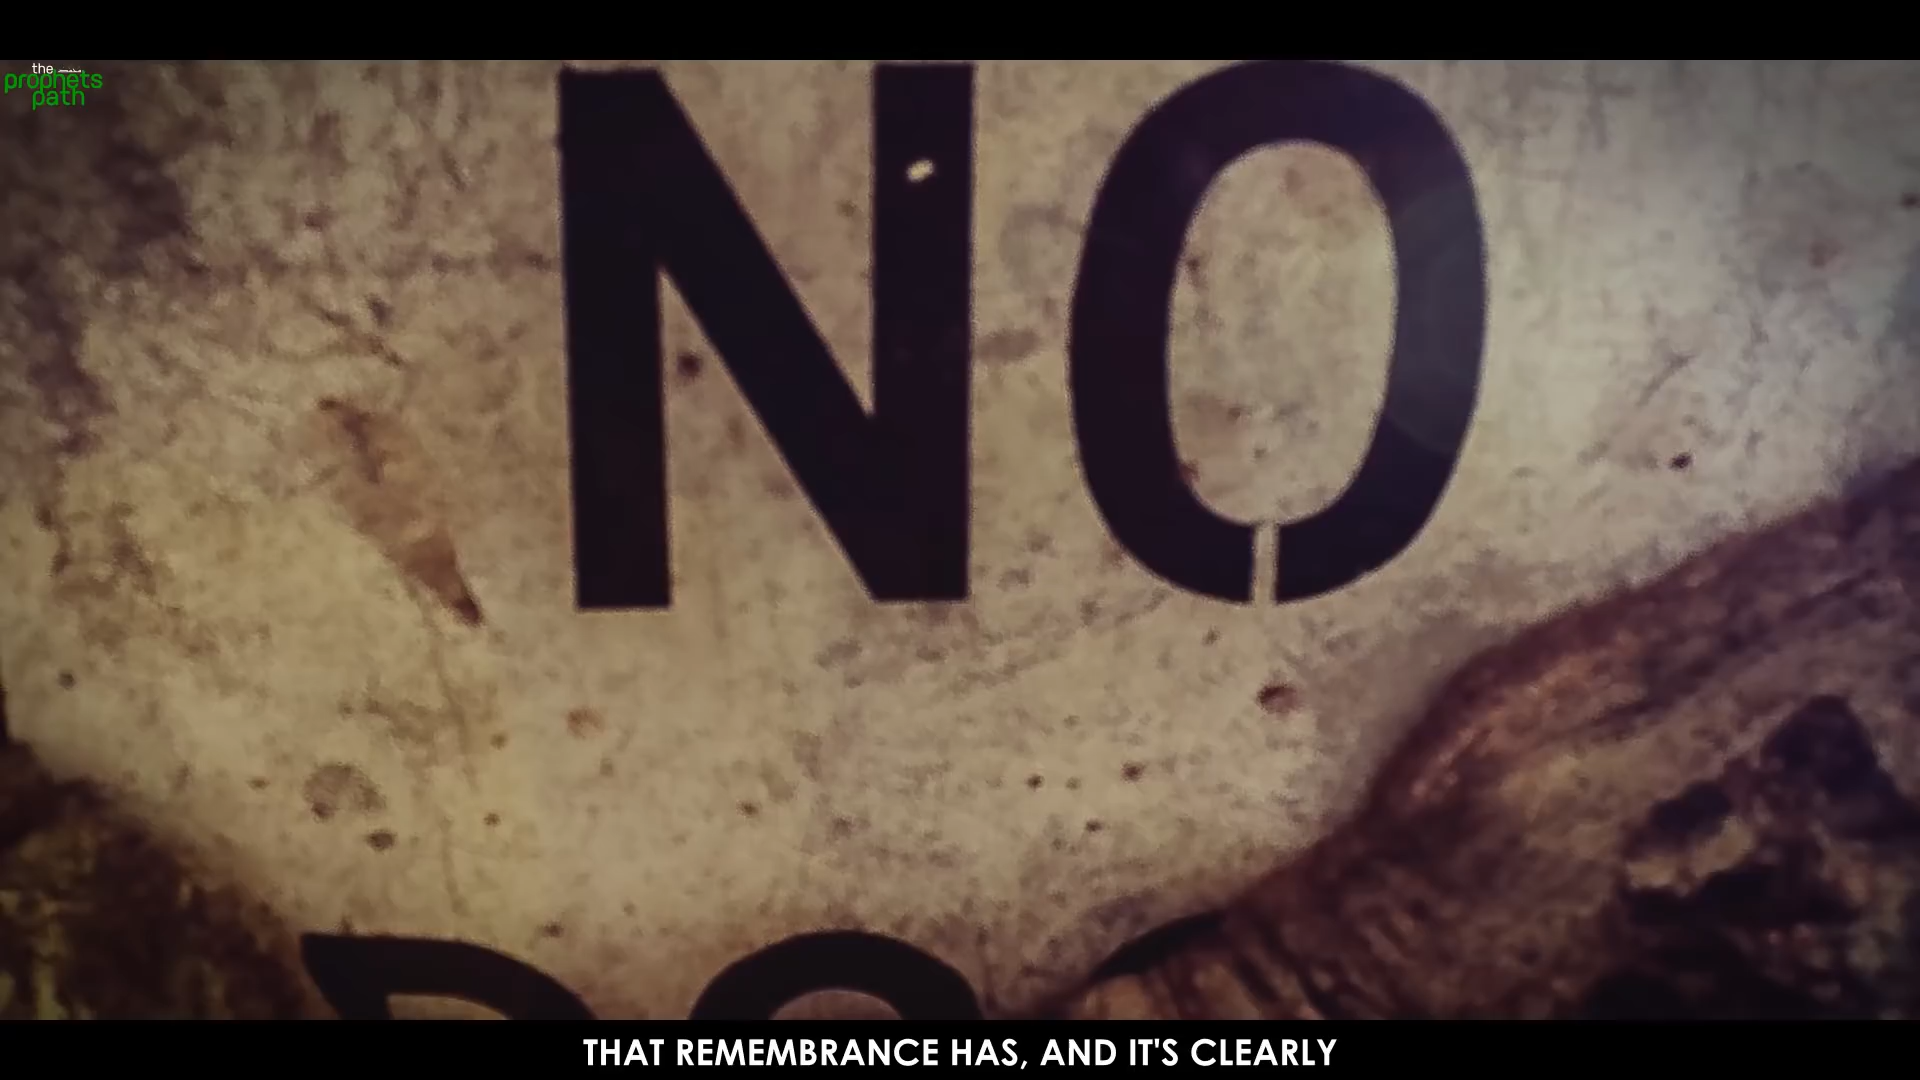 the
prophets
path
NO
THAT REMEMBRANCE HAS, AND IT'S CLEARLY